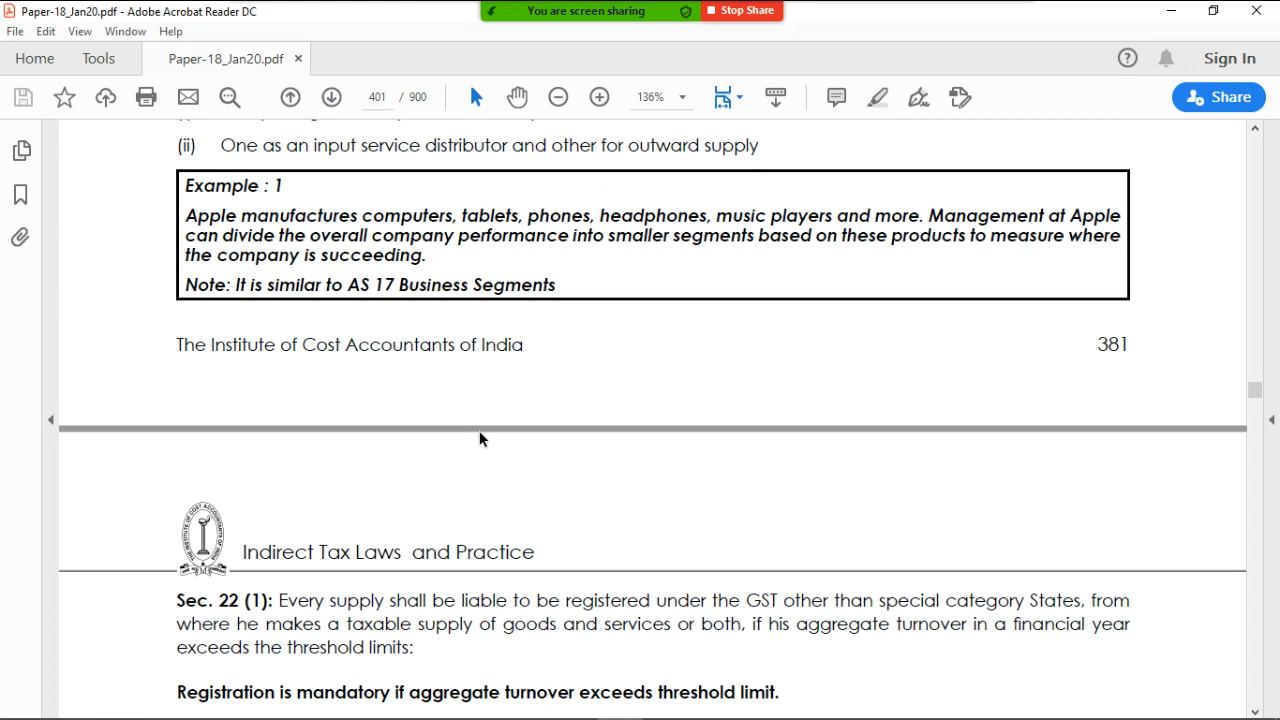 Paper-18_Jan20.pdf - Adobe Acrobat Reader DC
You are screen sharing
Stop Share
File Edit View Window Help
Home Tools Paper-18_Jan20.pdf × Sign In
401 / 900 136% Share
(ii) One as an input service distributor and other for outward supply
Example : 1
Apple manufactures computers, tablets, phones, headphones, music players and more. Management at Apple
can divide the overall company performance into smaller segments based on these products to measure where
the company is succeeding.
Note: It is similar to AS 17 Business Segments
The Institute of Cost Accountants of India 381
Indirect Tax Laws and Practice
Sec. 22 (1): Every supply shall be liable to be registered under the GST other than special category States, from
where he makes a taxable supply of goods and services or both, if his aggregate turnover in a financial year
exceeds the threshold limits:
Registration is mandatory if aggregate turnover exceeds threshold limit.